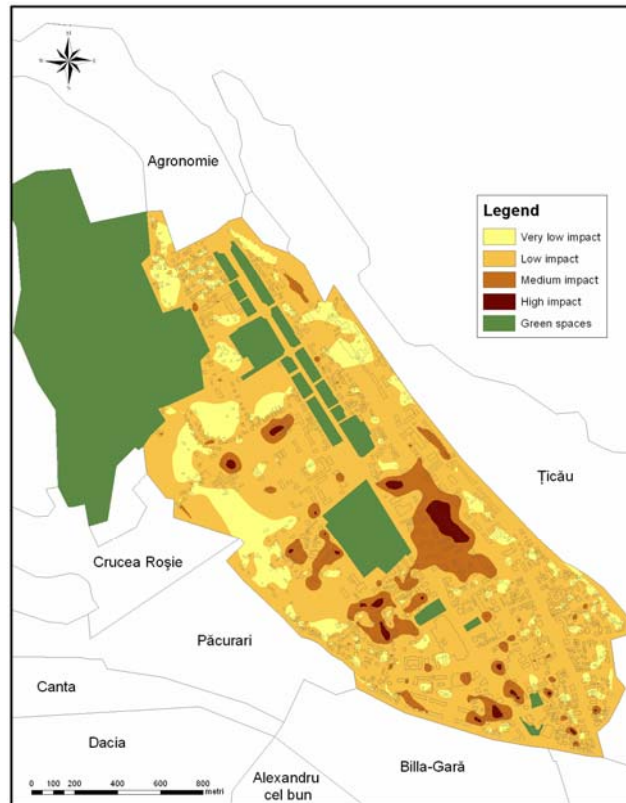 N
Agronomie
Legend
Very low impact
Low impact
Medium impact
High impact
Green spaces
Țicău
Crucea Roșie
Păcurari
Canta
Dacia
Billa-Gară
Alexandru
cel bun
0 50 100 200 400 600 800
metri